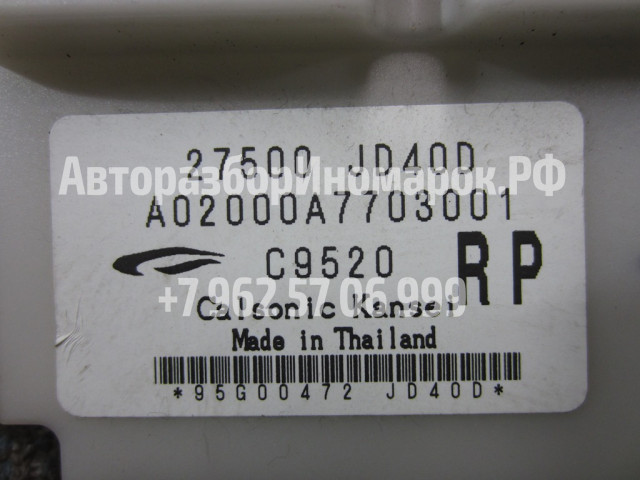 27500 JD40D
АвторазборИномарок.РФ
A02000A7703001
C9520 RP
+7 962 57 06 999
Calsonic Kansei
Made in Thailand
*95G00472 JD40D*